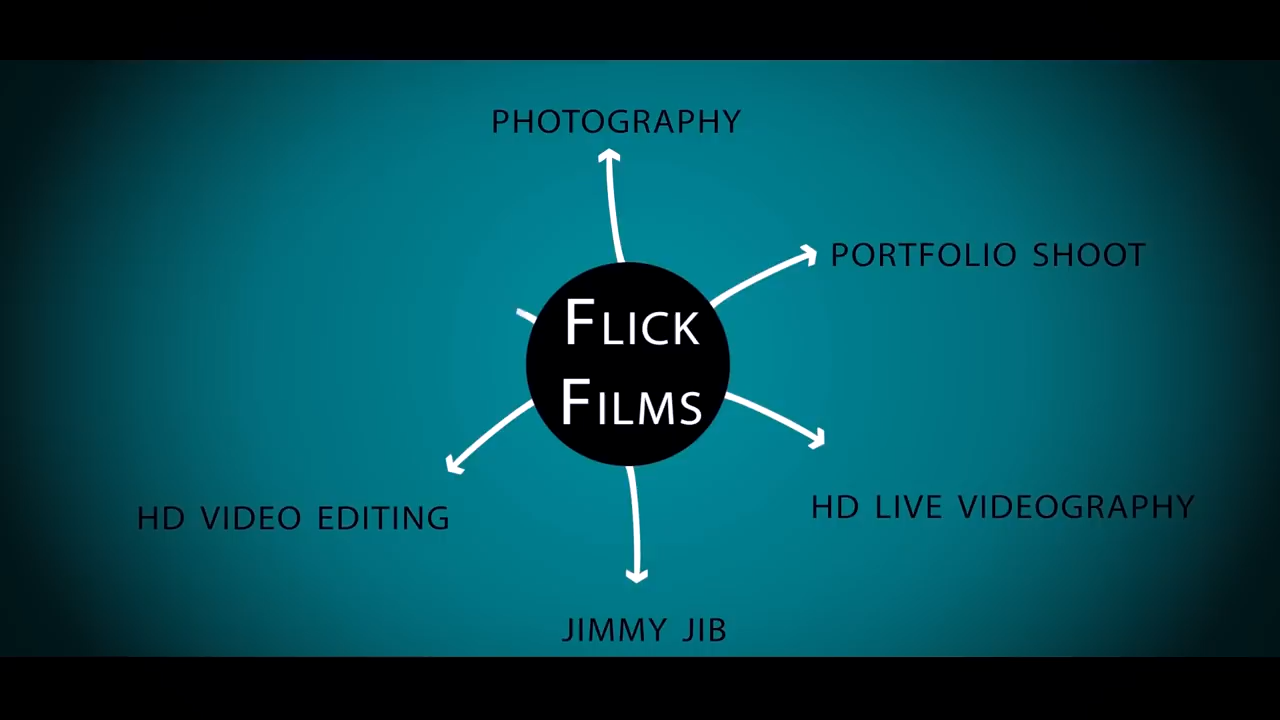 PHOTOGRAPHY
PORTFOLIO SHOOT
FLICK
FILMS
HD LIVE VIDEOGRAPHY
HD VIDEO EDITING
JIMMY JIB